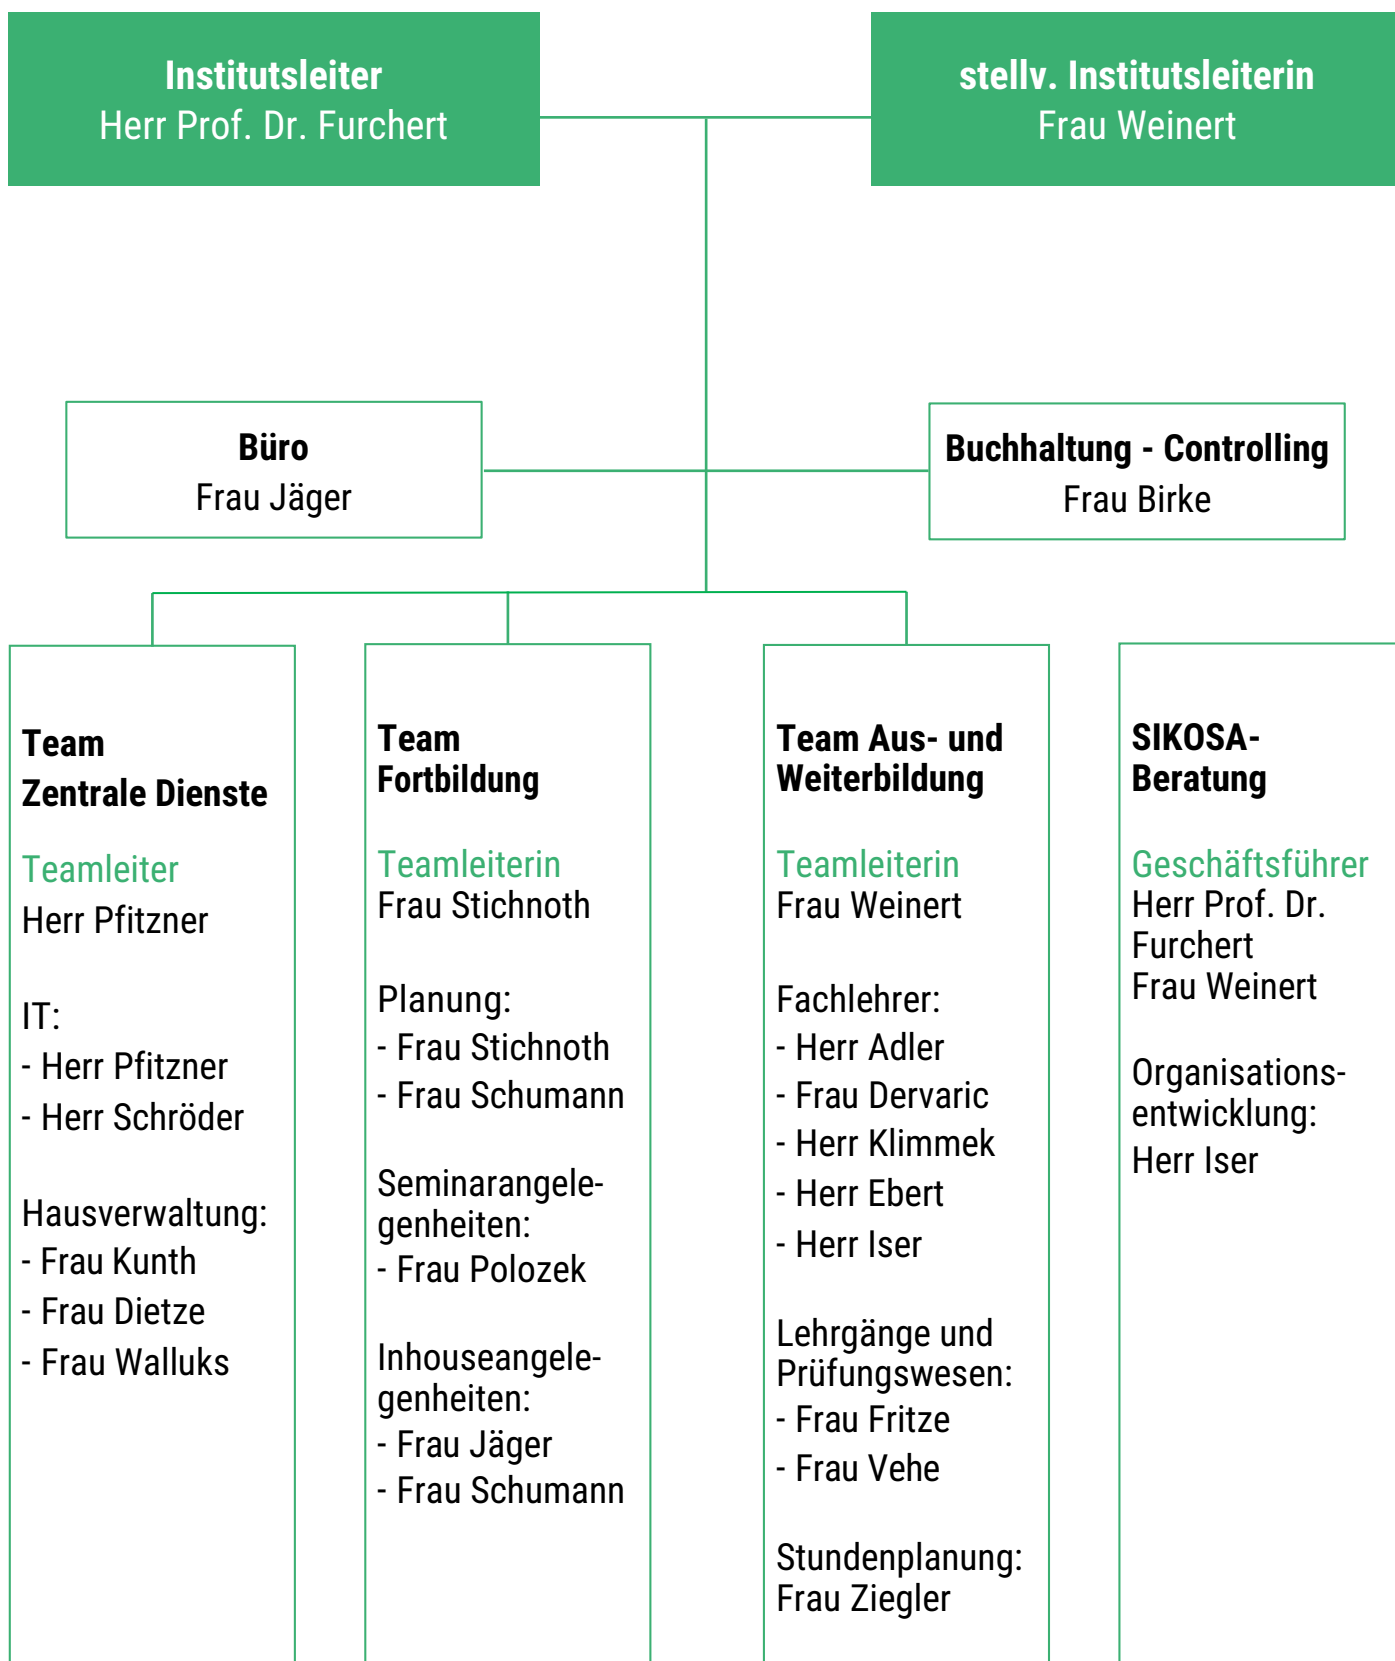 Institutsleiter
Herr Prof. Dr. Furchert
stellv. Institutsleiterin
Frau Weinert
Büro
Frau Jäger
Buchhaltung - Controlling
Frau Birke
Team
Zentrale Dienste
Teamleiter
Herr Pfitzner
IT:
- Herr Pfitzner
- Herr Schröder
Hausverwaltung:
- Frau Kunth
- Frau Dietze
- Frau Walluks
Team
Fortbildung
Teamleiterin
Frau Stichnoth
Planung:
- Frau Stichnoth
- Frau Schumann
Seminarangele-
genheiten:
- Frau Polozek
Inhouseangele-
genheiten:
- Frau Jäger
- Frau Schumann
Team Aus- und
Weiterbildung
Teamleiterin
Frau Weinert
Fachlehrer:
- Herr Adler
- Frau Dervaric
- Herr Klimmek
- Herr Ebert
- Herr Iser
Lehrgänge und
Prüfungswesen:
- Frau Fritze
- Frau Vehe
Stundenplanung:
Frau Ziegler
SIKOSA-
Beratung
Geschäftsführer
Herr Prof. Dr.
Furchert
Frau Weinert
Organisations-
entwicklung:
Herr Iser